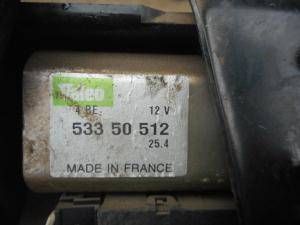 Valeo
4 BE. 12 V
533 50 512
25.4
MADE IN FRANCE